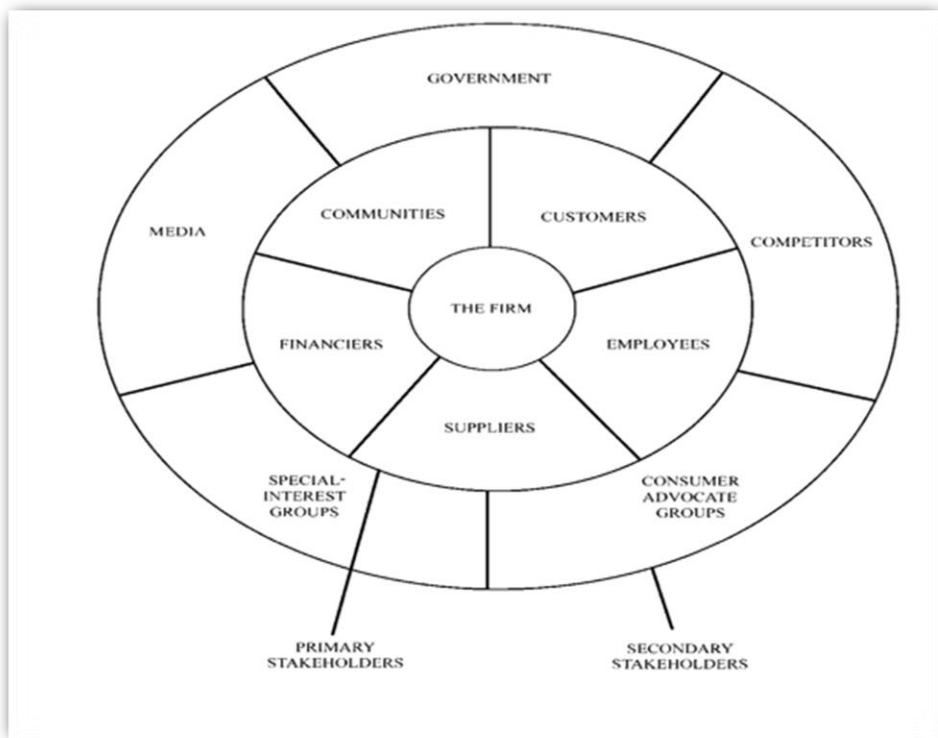 GOVERNMENT
COMMUNITIES
CUSTOMERS
MEDIA
COMPETITORS
THE FIRM
FINANCIERS
EMPLOYEES
SUPPLIERS
SPECIAL-
INTEREST
GROUPS
CONSUMER
ADVOCATE
GROUPS
PRIMARY
STAKEHOLDERS
SECONDARY
STAKEHOLDERS